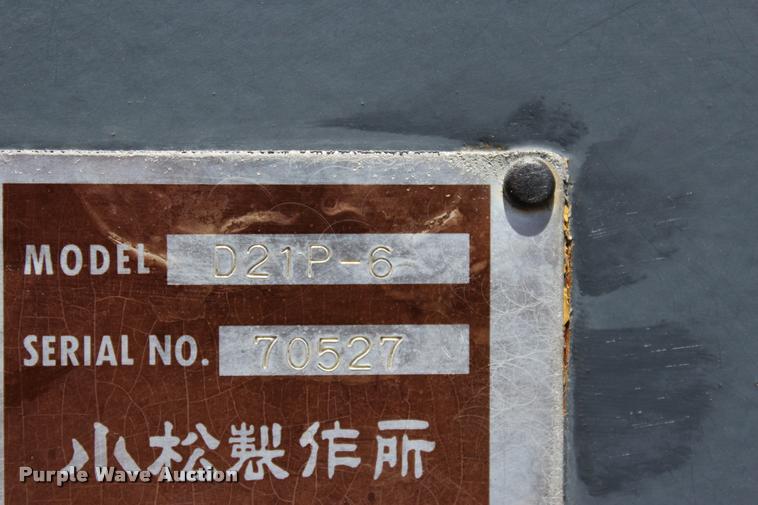 MODEL D21P-6
SERIAL NO. 70527
小松製作所
Purple Wave Auction